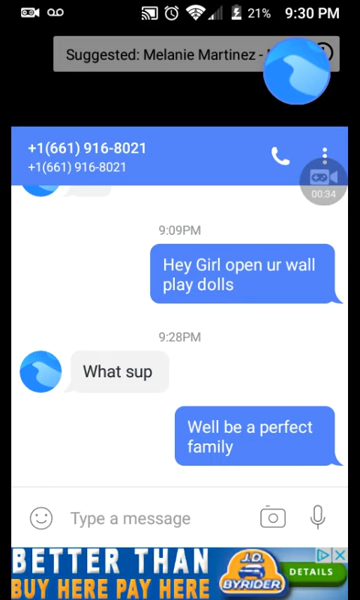 21% 9:30 PM
Suggested: Melanie Martinez -
+1(661) 916-8021
+1(661) 916-8021
00:34
9:09PM
Hey Girl open ur wall
play dolls
9:28PM
What sup
Well be a perfect
family
Type a message
BETTER THAN
BUY HERE PAY HERE
J.D.
BYRIDER
DETAILS